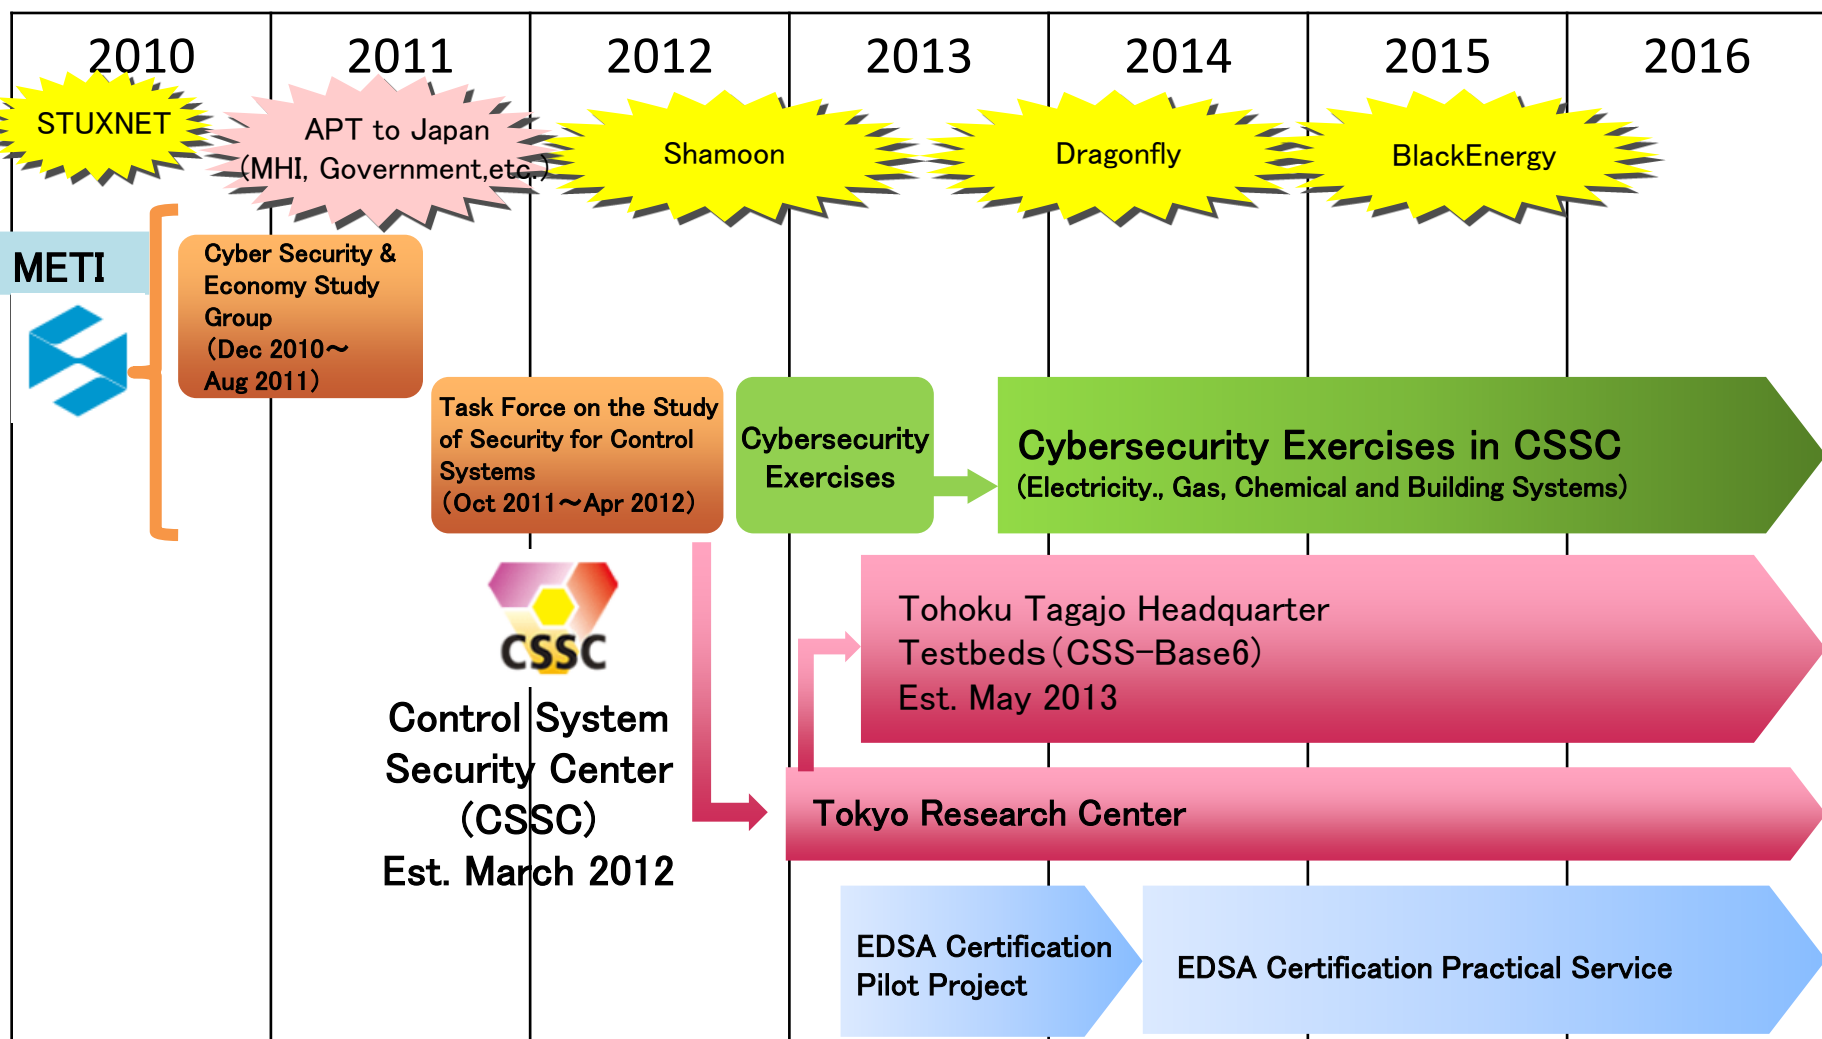 2010 2011 2012 2013 2014 2015 2016
STUXNET
APT to Japan
(MHI, Government,etc.)
Shamoon
Dragonfly
BlackEnergy
METI
Cyber Security &
Economy Study
Group
(Dec 2010～
Aug 2011)
Task Force on the Study
of Security for Control
Systems
(Oct 2011～Apr 2012)
Cybersecurity
Exercises
Cybersecurity Exercises in CSSC
(Electricity., Gas, Chemical and Building Systems)
CSSC
Control System
Security Center
(CSSC)
Est. March 2012
Tohoku Tagajo Headquarter
Testbeds(CSS-Base6)
Est. May 2013
Tokyo Research Center
EDSA Certification
Pilot Project
EDSA Certification Practical Service